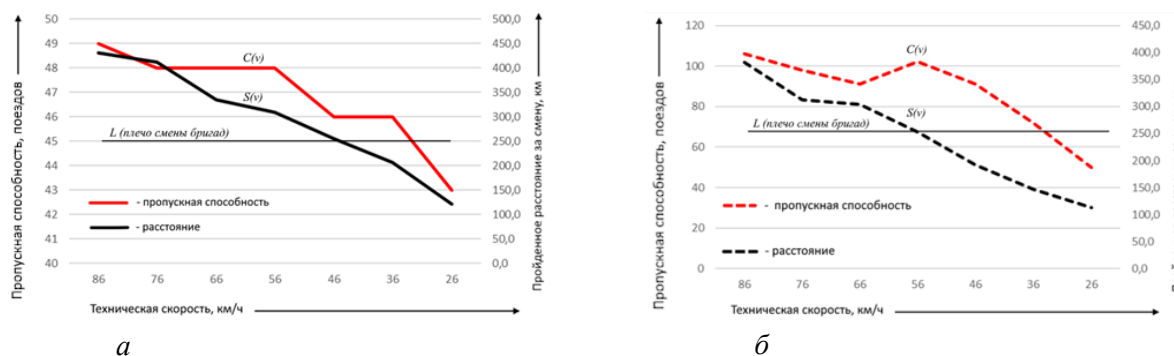 Пропускная способность, поездов
50
49
48
47
46
45
44
43
42
41
40
C(v)
S(v)
L (плечо смены бригад)
- пропускная способность
- расстояние
86 76 66 56 46 36 26
Техническая скорость, км/ч
500,0
450,0
400,0
350,0
300,0
250,0
200,0
150,0
100,0
50,0
0,0
Пройденное расстояние за смену, км
а
Пропускная способность, поездов
120
100
80
60
40
20
0
C(v)
S(v)
L (плечо смены бригад)
- пропускная способность
- расстояние
86 76 66 56 46 36 26
Техническая скорость, км/ч
450,0
400,0
350,0
300,0
250,0
200,0
150,0
100,0
50,0
0,0
б